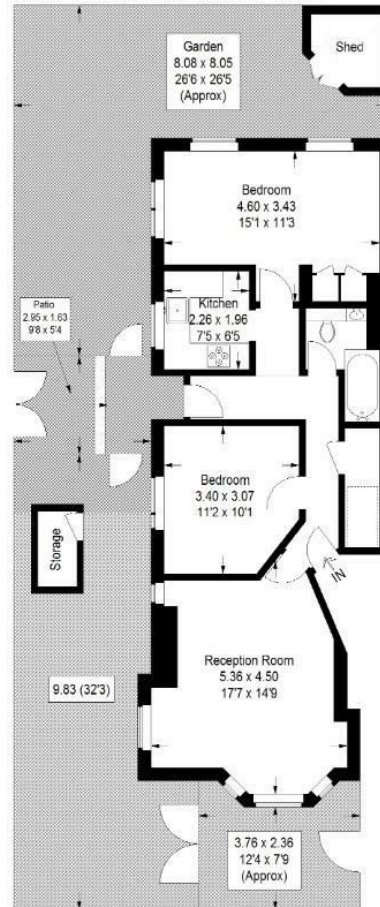 Garden
8.08 x 8.05
26'6 x 26'5
(Approx)
Shed
Bedroom
4.60 x 3.43
15'1 x 11'3
Kitchen
2.26 x 1.96
7'5 x 6'5
Patio
2.95 x 1.63
9'8 x 5'4
Bedroom
3.40 x 3.07
11'2 x 10'1
Storage
IN
Reception Room
5.36 x 4.50
17'7 x 14'9
9.83 (32'3)
3.76 x 2.36
12'4 x 7'9
(Approx)